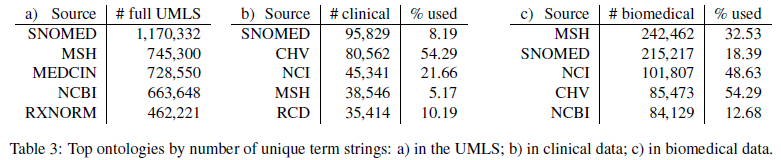 a) Source # full UMLS b) Source # clinical % used c) Source # biomedical % used
SNOMED 1,170,332 SNOMED 95,829 8.19 MSH 242,462 32.53
MSH 745,300 CHV 80,562 54.29 SNOMED 215,217 18.39
MEDCIN 728,550 NCI 45,341 21.66 NCI 101,807 48.63
NCBI 663,648 MSH 38,546 5.17 CHV 85,473 54.29
RXNORM 462,221 RCD 35,414 10.19 NCBI 84,129 12.68
Table 3: Top ontologies by number of unique term strings: a) in the UMLS; b) in clinical data; c) in biomedical data.